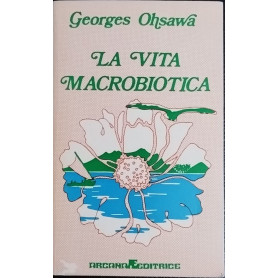 Georges Ohsawa
LA VITA
MACROBIOTICA
ARCANA EDITRICE